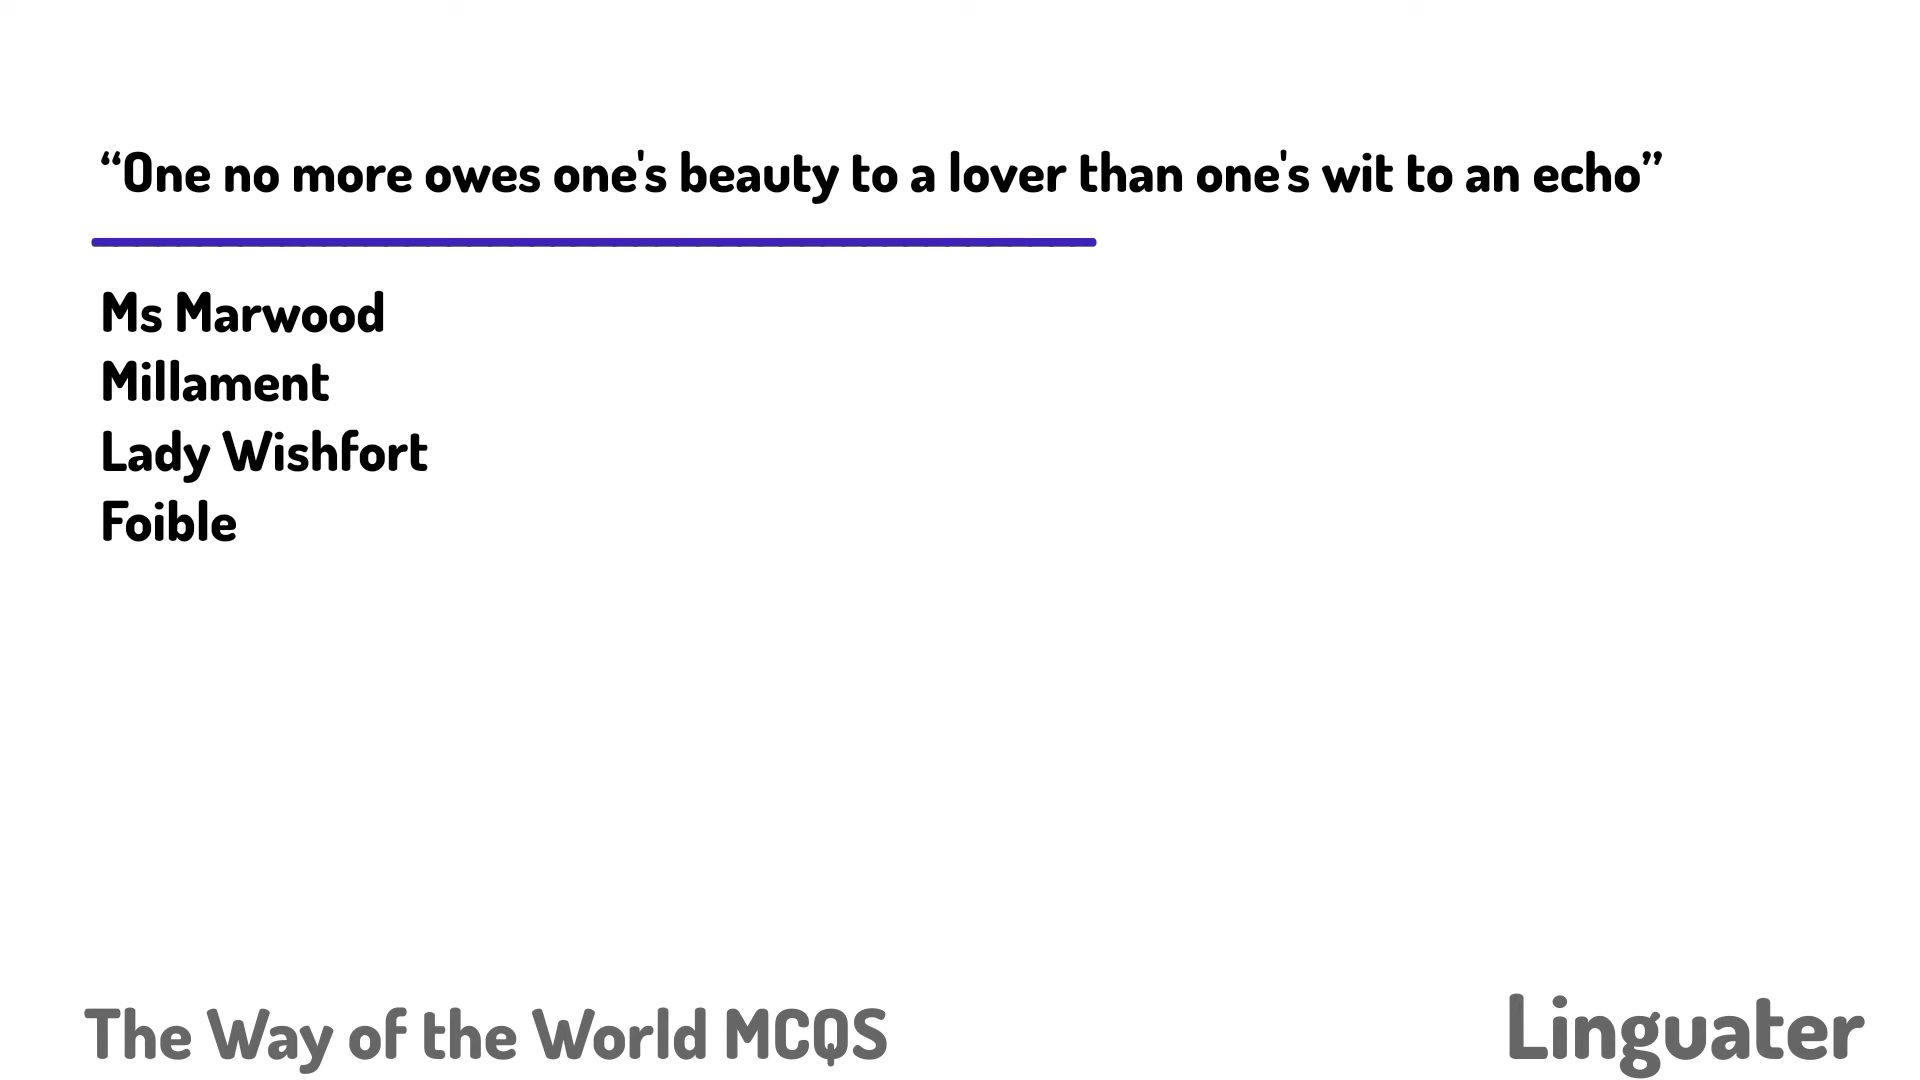 “One no more owes one's beauty to a lover than one's wit to an echo”
Ms Marwood
Millament
Lady Wishfort
Foible
The Way of the World MCQS
Linguater